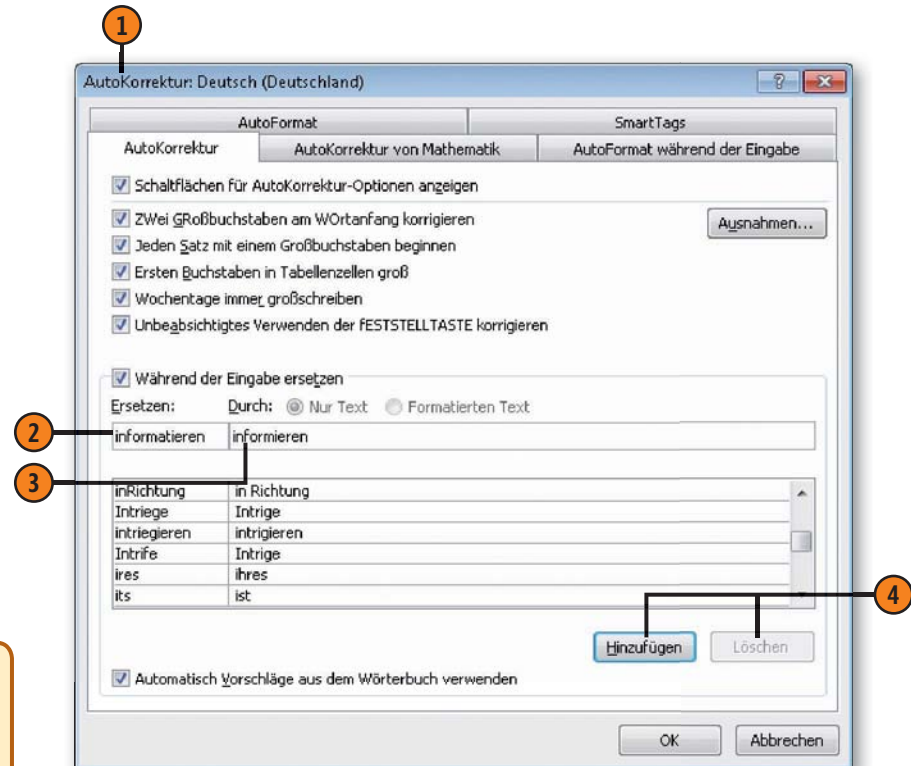 1
AutoKorrektur: Deutsch (Deutschland)
AutoFormat SmartTags
AutoKorrektur AutoKorrektur von Mathematik AutoFormat während der Eingabe
Schaltflächen für AutoKorrektur-Optionen anzeigen
ZWei GRoßbuchstaben am WOrtanfang korrigieren
Ausnahmen...
Jeden Satz mit einem Großbuchstaben beginnen
Ersten Buchstaben in Tabellenzellen groß
Wochentage immer großschreiben
Unbeabsichtigtes Verwenden der fESTSTELLTASTE korrigieren
Während der Eingabe ersetzen
Ersetzen: Durch: Nur Text Formatierten Text
2 informatieren informieren
3
inRichtung in Richtung
Intriege Intrige
intriegieren intrigieren
Intrife Intrige
ires ihres
its ist
4
Hinzufügen Löschen
Automatisch Vorschläge aus dem Wörterbuch verwenden
OK Abbrechen